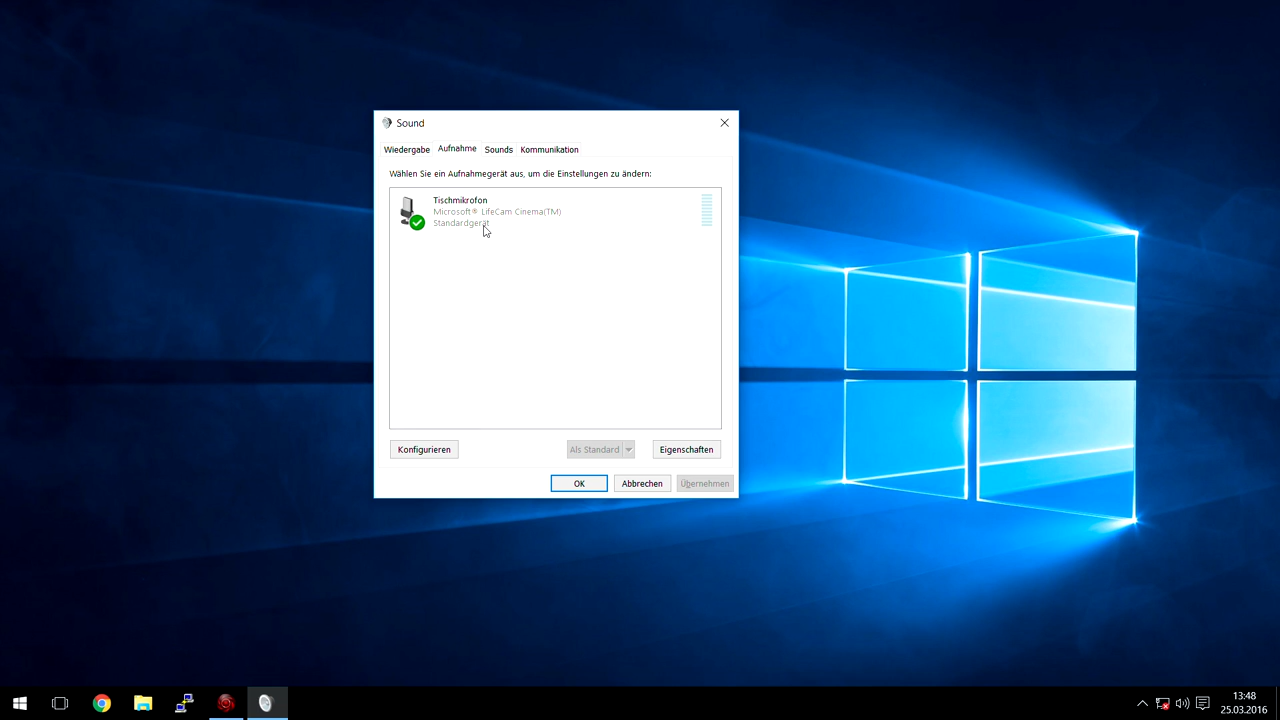 Sound
Wiedergabe Aufnahme Sounds Kommunikation
Wählen Sie ein Aufnahmegerät aus, um die Einstellungen zu ändern:
Tischmikrofon
Microsoft® LifeCam Cinema(TM)
Standardgerät
Konfigurieren Als Standard Eigenschaften
OK Abbrechen Übernehmen
13:48
25.03.2016